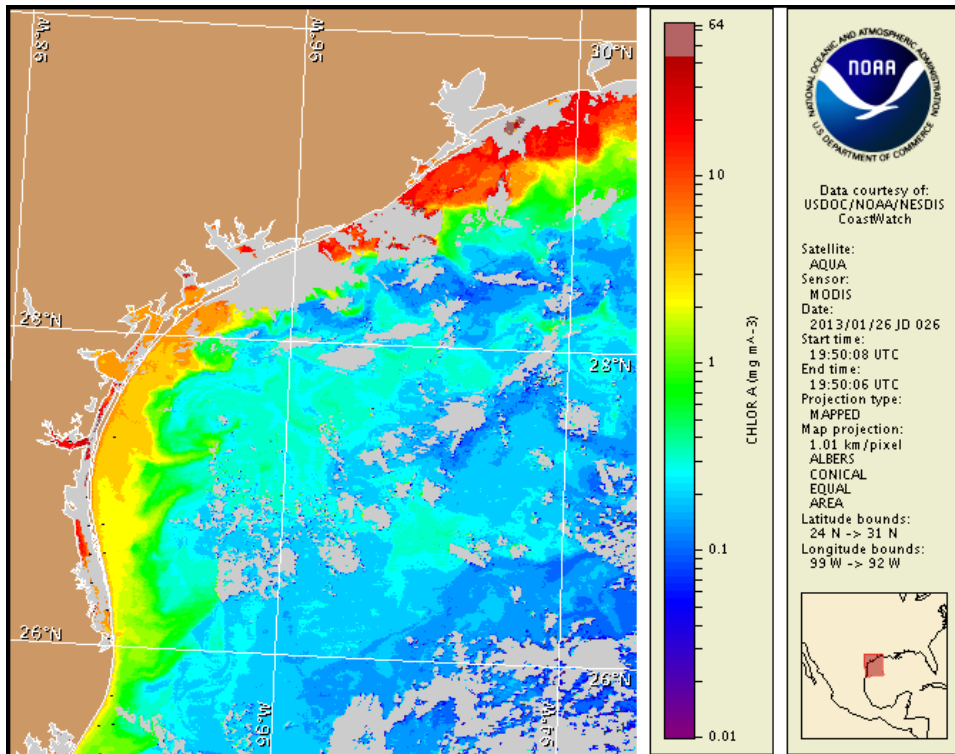 98°W
96°W
30°N
28°N
28°N
26°N
26°N
96°W
94°W
64
10
1
0.1
0.01
CHLOR A (mg m^-3)
NATIONAL OCEANIC AND ATMOSPHERIC ADMINISTRATION
NOAA
U.S. DEPARTMENT OF COMMERCE
Data courtesy of:
USDOC/NOAA/NESDIS
CoastWatch
Satellite:
AQUA
Sensor:
MODIS
Date:
2013/01/26 JD 026
Start time:
19:50:08 UTC
End time:
19:50:06 UTC
Projection type:
MAPPED
Map projection:
1.01 km/pixel
ALBERS
CONICAL
EQUAL
AREA
Latitude bounds:
24 N -> 31 N
Longitude bounds:
99 W -> 92 W